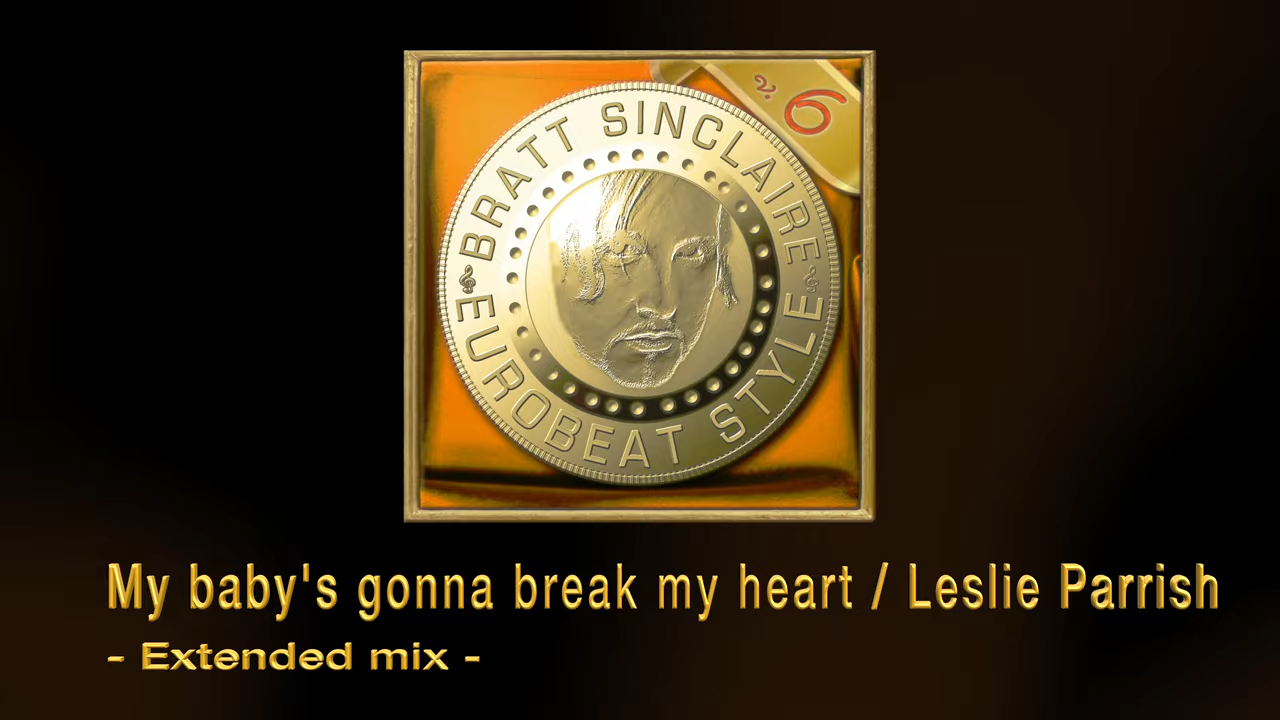 BRATT SINCLAIRE
EUROBEAT STYLE
v. 6
My baby's gonna break my heart / Leslie Parrish
- Extended mix -